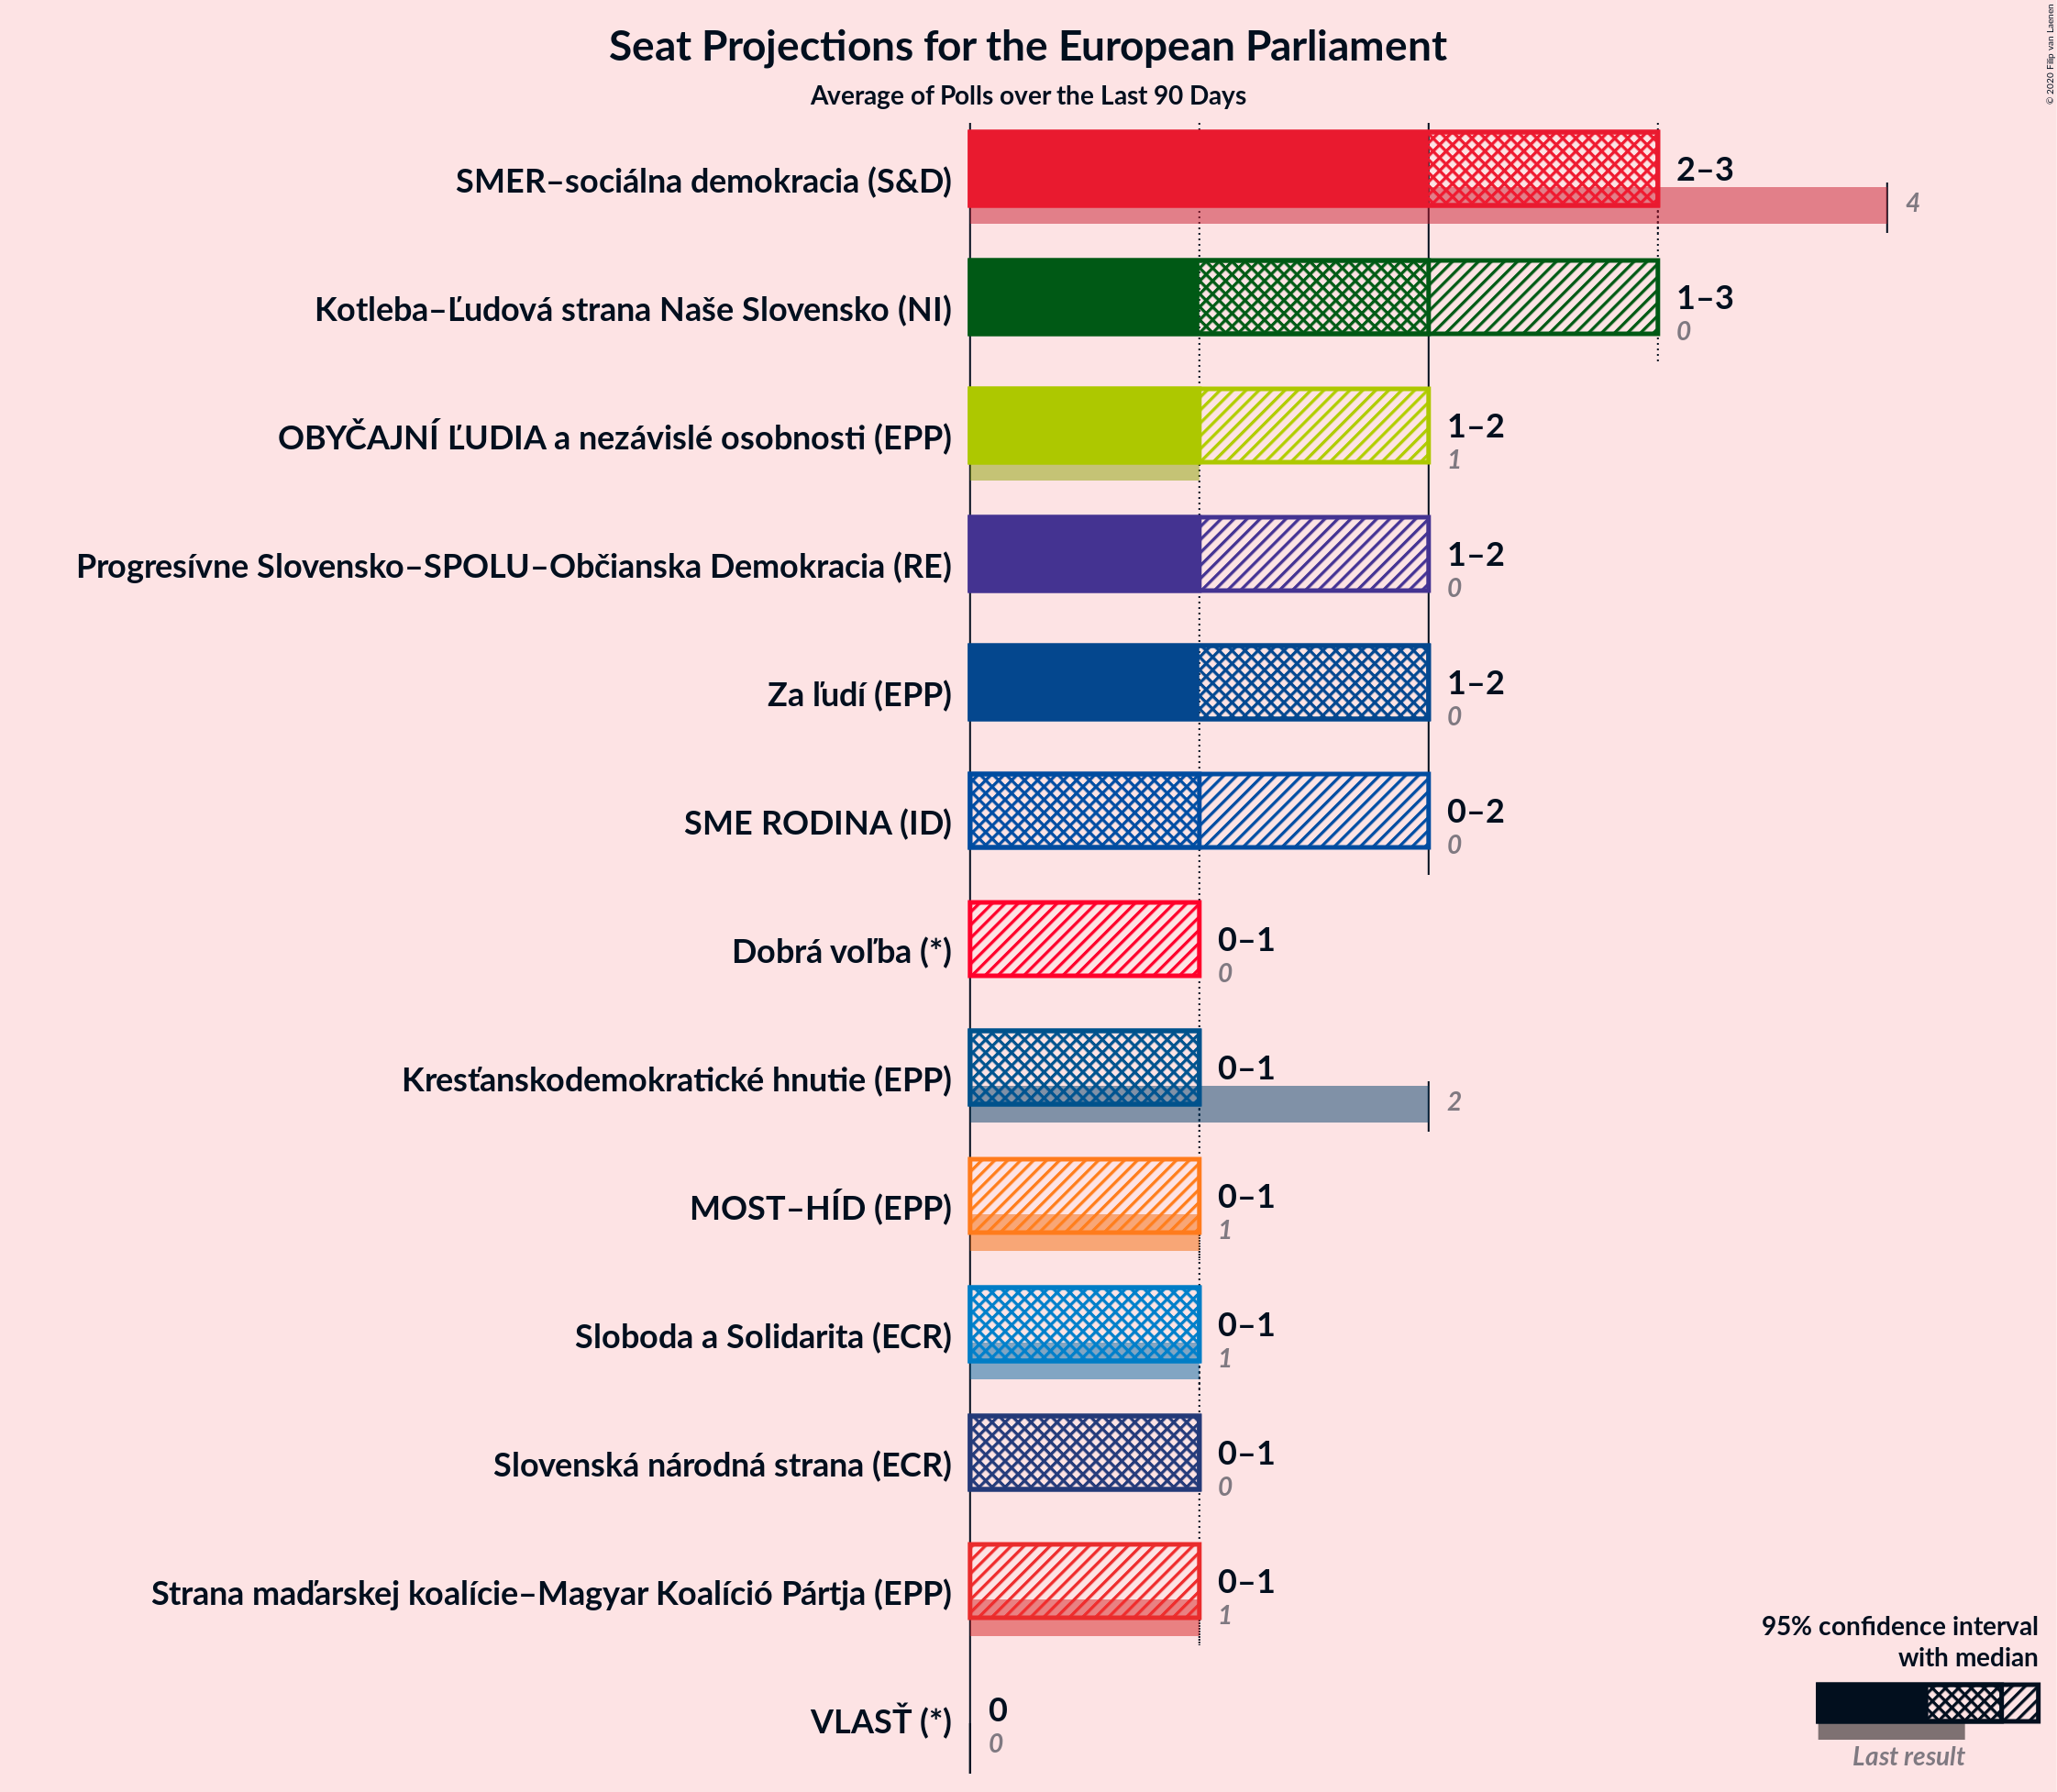 Seat Projections for the European Parliament
Average of Polls over the Last 90 Days
© 2020 Filip van Laenen
SMER–sociálna demokracia (S&D)
2–3
4
Kotleba–Ľudová strana Naše Slovensko (NI)
1–3
0
OBYČAJNÍ ĽUDIA a nezávislé osobnosti (EPP)
1–2
1
Progresívne Slovensko–SPOLU–Občianska Demokracia (RE)
1–2
0
Za ľudí (EPP)
1–2
0
SME RODINA (ID)
0–2
0
Dobrá voľba (*)
0–1
0
Kresťanskodemokratické hnutie (EPP)
0–1
2
MOST–HÍD (EPP)
0–1
1
Sloboda a Solidarita (ECR)
0–1
1
Slovenská národná strana (ECR)
0–1
0
Strana maďarskej koalície–Magyar Koalíció Pártja (EPP)
0–1
1
VLASŤ (*)
0
0
95% confidence interval
with median
Last result